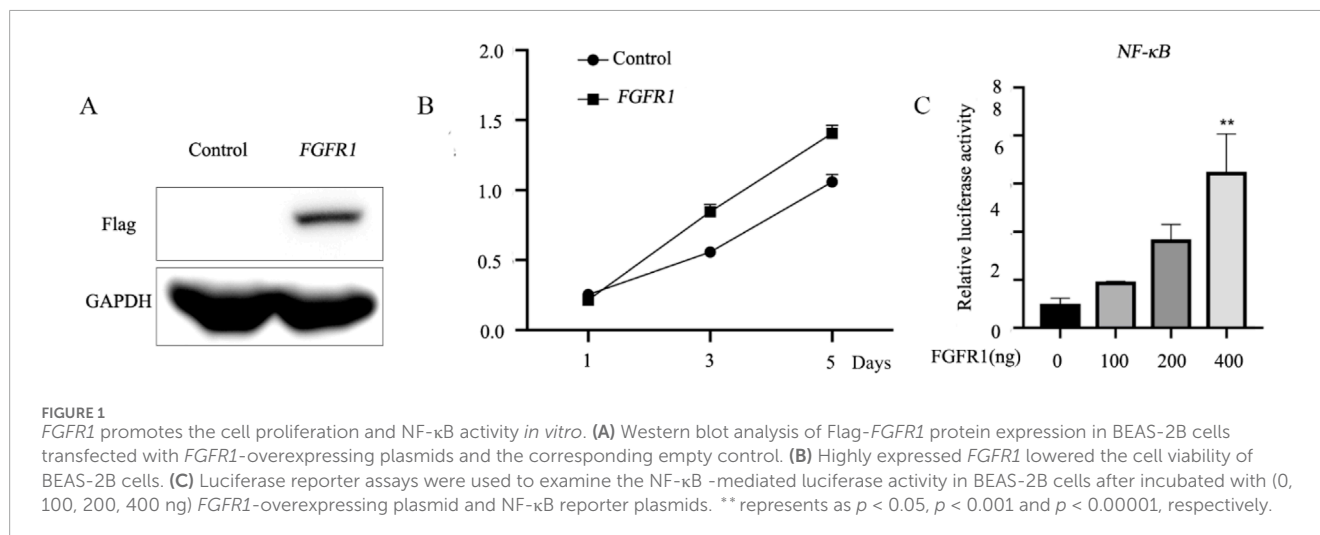 A
Control FGFR1
Flag
GAPDH
B
2.0
1.5
1.0
0.5
0.0
Control
FGFR1
1 3 5 Days
C
NF-κB
Relative luciferase activity
8
8
6
4
2
0
**
FGFR1(ng) 0 100 200 400
FIGURE 1
FGFR1 promotes the cell proliferation and NF-κB activity in vitro. (A) Western blot analysis of Flag-FGFR1 protein expression in BEAS-2B cells
transfected with FGFR1-overexpressing plasmids and the corresponding empty control. (B) Highly expressed FGFR1 lowered the cell viability of
BEAS-2B cells. (C) Luciferase reporter assays were used to examine the NF-κB -mediated luciferase activity in BEAS-2B cells after incubated with (0,
100, 200, 400 ng) FGFR1-overexpressing plasmid and NF-κB reporter plasmids. ** represents as p < 0.05, p < 0.001 and p < 0.00001, respectively.